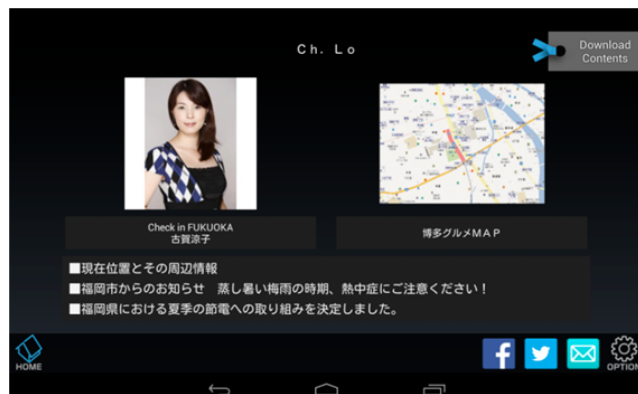 Ch. Lo
Download
Contents
Check in FUKUOKA
古賀涼子
博多グルメMAP
■現在位置とその周辺情報
■福岡市からのお知らせ　蒸し暑い梅雨の時期、熱中症にご注意ください！
■福岡県における夏季の節電への取り組みを決定しました。
HOME
OPTION